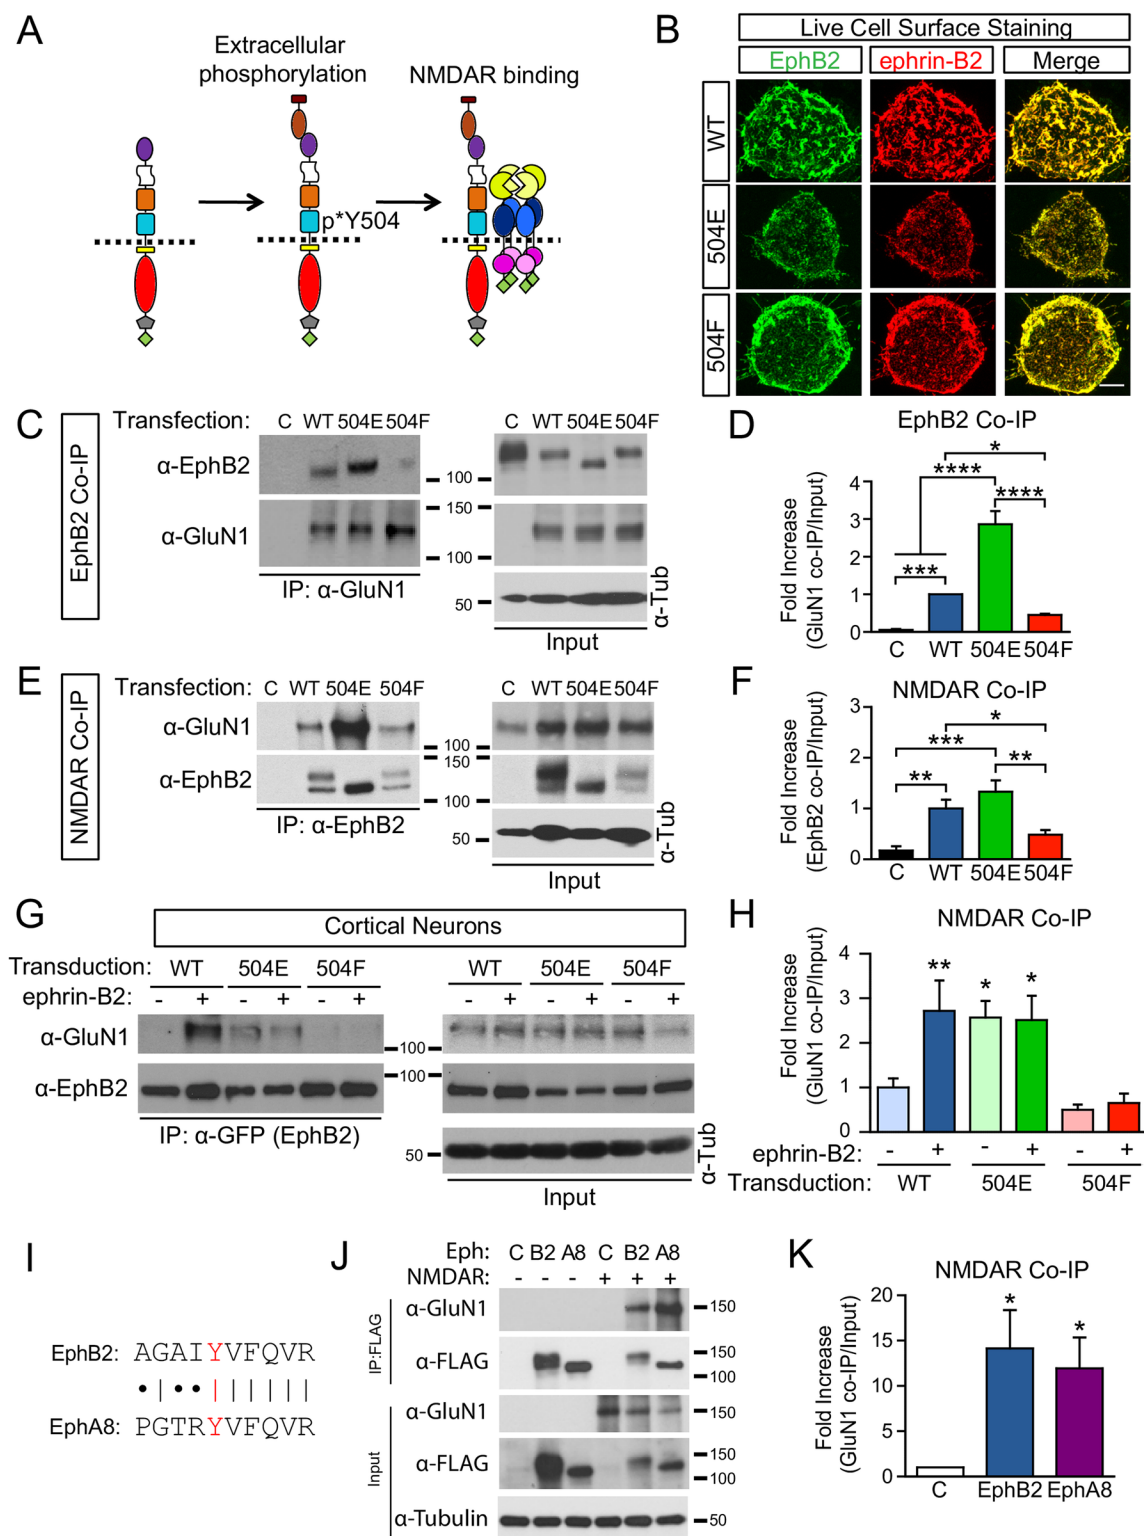 A
Extracellular
phosphorylation
NMDAR binding
p*Y504
B
Live Cell Surface Staining
EphB2 ephrin-B2 Merge
WT
504E
504F
C
EphB2 Co-IP
Transfection: C WT 504E 504F C WT 504E 504F
α-EphB2
100
150
α-GluN1
100
IP: α-GluN1
50
α-Tub
Input
D
EphB2 Co-IP
Fold Increase
(GluN1 co-IP/Input)
4
3
2
1
0
* **** **** ***
C WT 504E 504F
E
NMDAR Co-IP
Transfection: C WT 504E 504F C WT 504E 504F
α-GluN1
100
150
α-EphB2
100
IP: α-EphB2
50
α-Tub
Input
F
NMDAR Co-IP
Fold Increase
(EphB2 co-IP/Input)
3
2
1
0
* *** ** **
C WT 504E 504F
G
Cortical Neurons
Transduction: WT 504E 504F WT 504E 504F
ephrin-B2: - + - + - + - + - + - +
α-GluN1
100
100
α-EphB2
IP: α-GFP (EphB2)
50
α-Tub
Input
H
NMDAR Co-IP
Fold Increase
(GluN1 co-IP/Input)
4
3
2
1
0
** * *
ephrin-B2: - + - + - +
Transduction: WT 504E 504F
I
EphB2: AGAIYVFQVR
EphA8: PGTRYVFQVR
J
Eph: C B2 A8 C B2 A8
NMDAR: - - - + + +
IP:FLAG
α-GluN1 150
α-FLAG 150
100
Input
α-GluN1 150
α-FLAG 150
100
α-Tubulin 50
K
NMDAR Co-IP
Fold Increase
(GluN1 co-IP/Input)
20
15
10
5
0
* *
C EphB2 EphA8